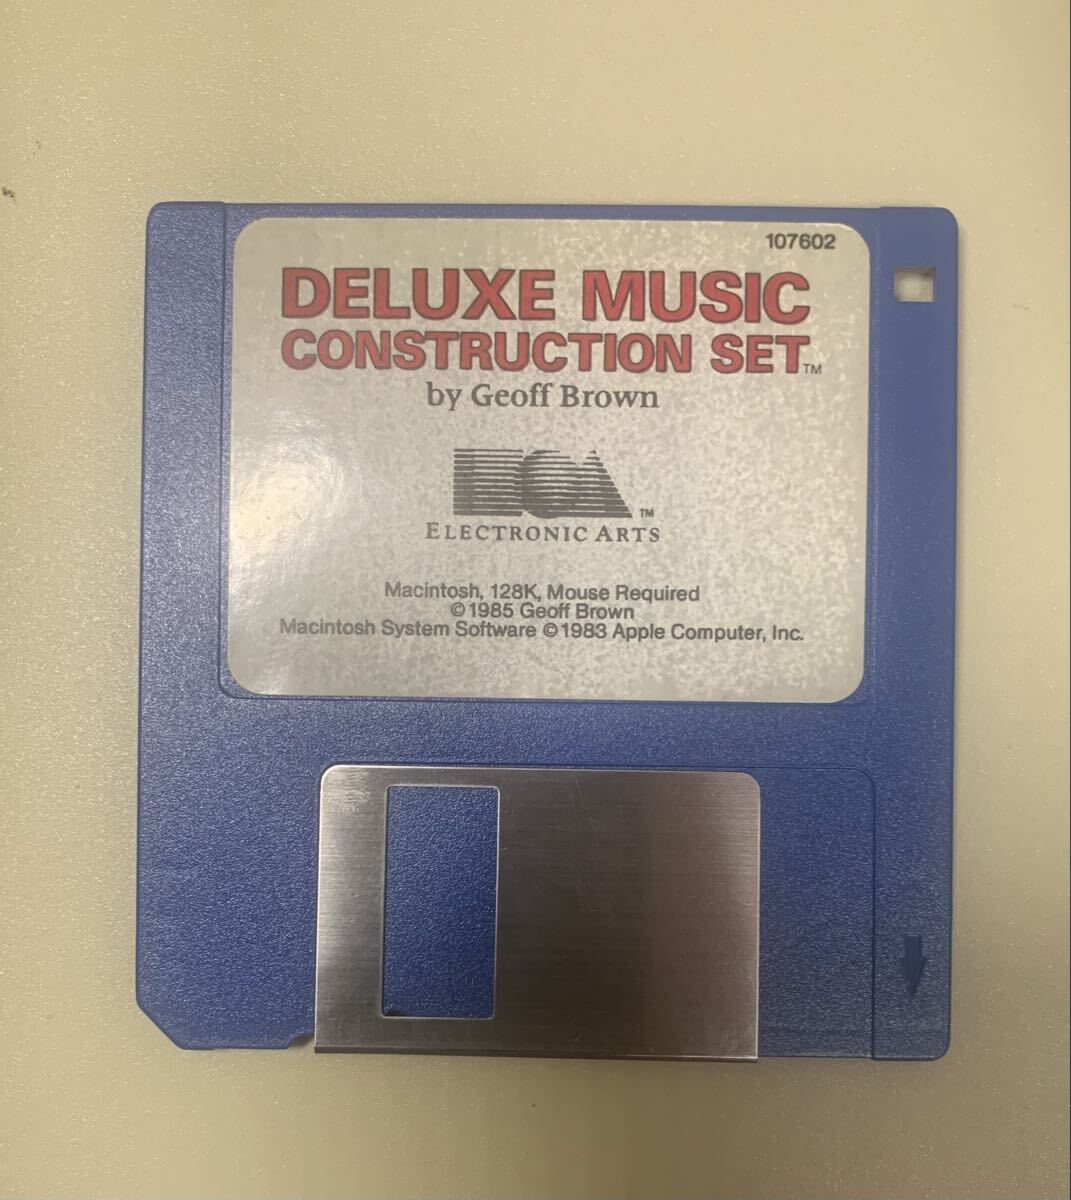 107602
DELUXE MUSIC
CONSTRUCTION SET™
by Geoff Brown
EOA™
ELECTRONIC ARTS
Macintosh, 128K, Mouse Required
©1985 Geoff Brown
Macintosh System Software ©1983 Apple Computer, Inc.